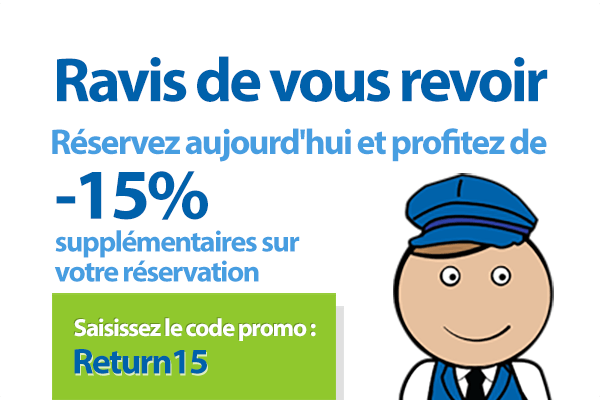 Ravis de vous revoir
Réservez aujourd'hui et profitez de
-15%
supplémentaires sur
votre réservation
Saisissez le code promo :
Return15